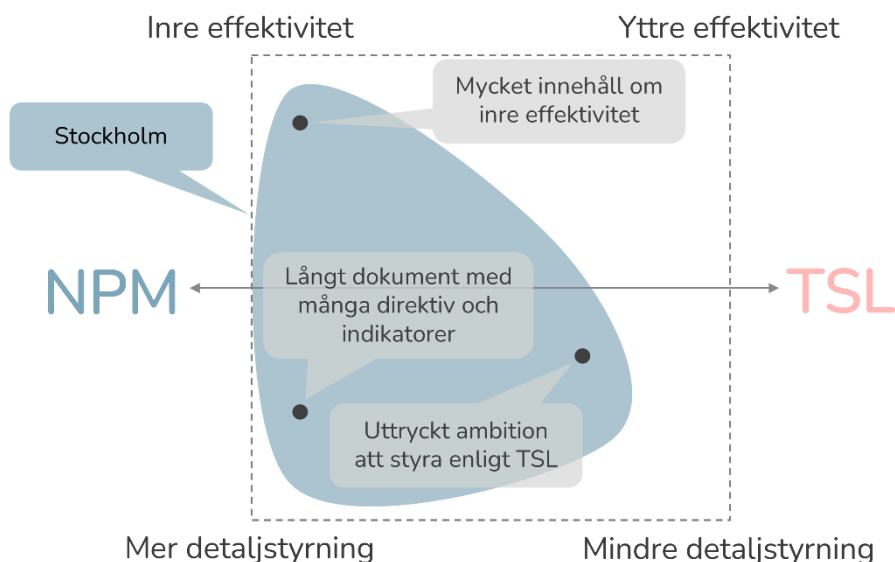 Inre effektivitet
Yttre effektivitet
Mycket innehåll om
inre effektivitet
Stockholm
NPM
Långt dokument med
många direktiv och
indikatorer
TSL
Uttryckt ambition
att styra enligt TSL
Mer detaljstyrning
Mindre detaljstyrning